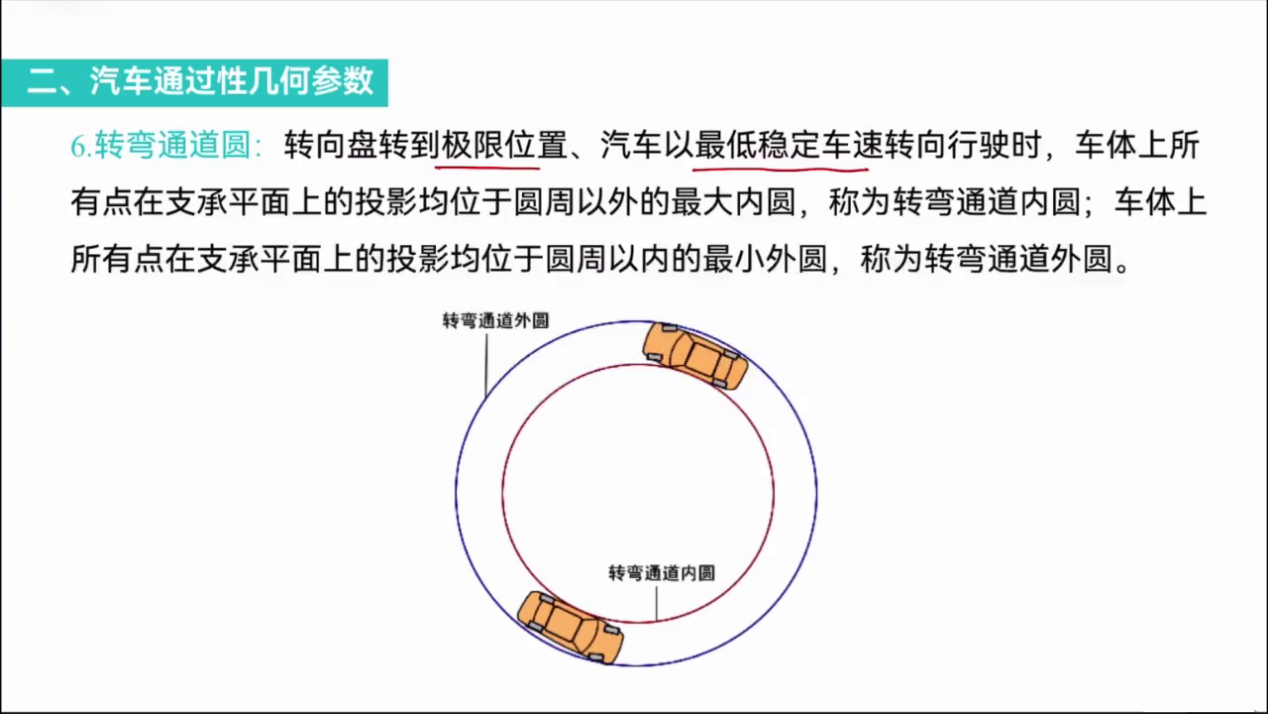 二、汽车通过性几何参数
6.转弯通道圆：转向盘转到极限位置、汽车以最低稳定车速转向行驶时，车体上所
有点在支承平面上的投影均位于圆周以外的最大内圆，称为转弯通道内圆；车体上
所有点在支承平面上的投影均位于圆周以内的最小外圆，称为转弯通道外圆。
转弯通道外圆
转弯通道内圆